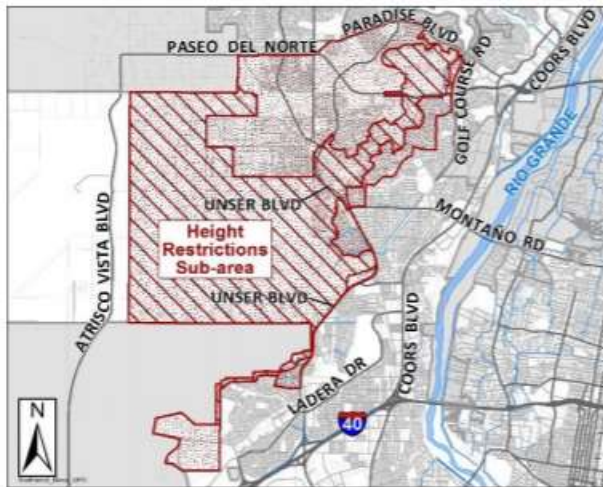 PARADISE BLVD
PASEO DEL NORTE
GOLF COURSE RD
COORS BLVD
RIO GRANDE
UNSER BLVD
MONTAÑO RD
Height
Restrictions
Sub-area
ATRISCO VISTA BLVD
UNSER BLVD
COORS BLVD
LADERA DR
N
40